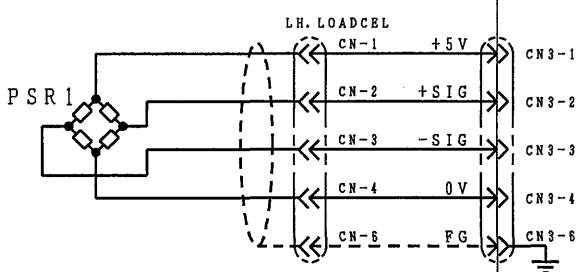 LH. LOADCEL
CN-1 +5V CN3-1
PSR1 CN-2 +SIG CN3-2
CN-3 -SIG CN3-3
CN-4 0V CN3-4
CN-6 FG CN3-6